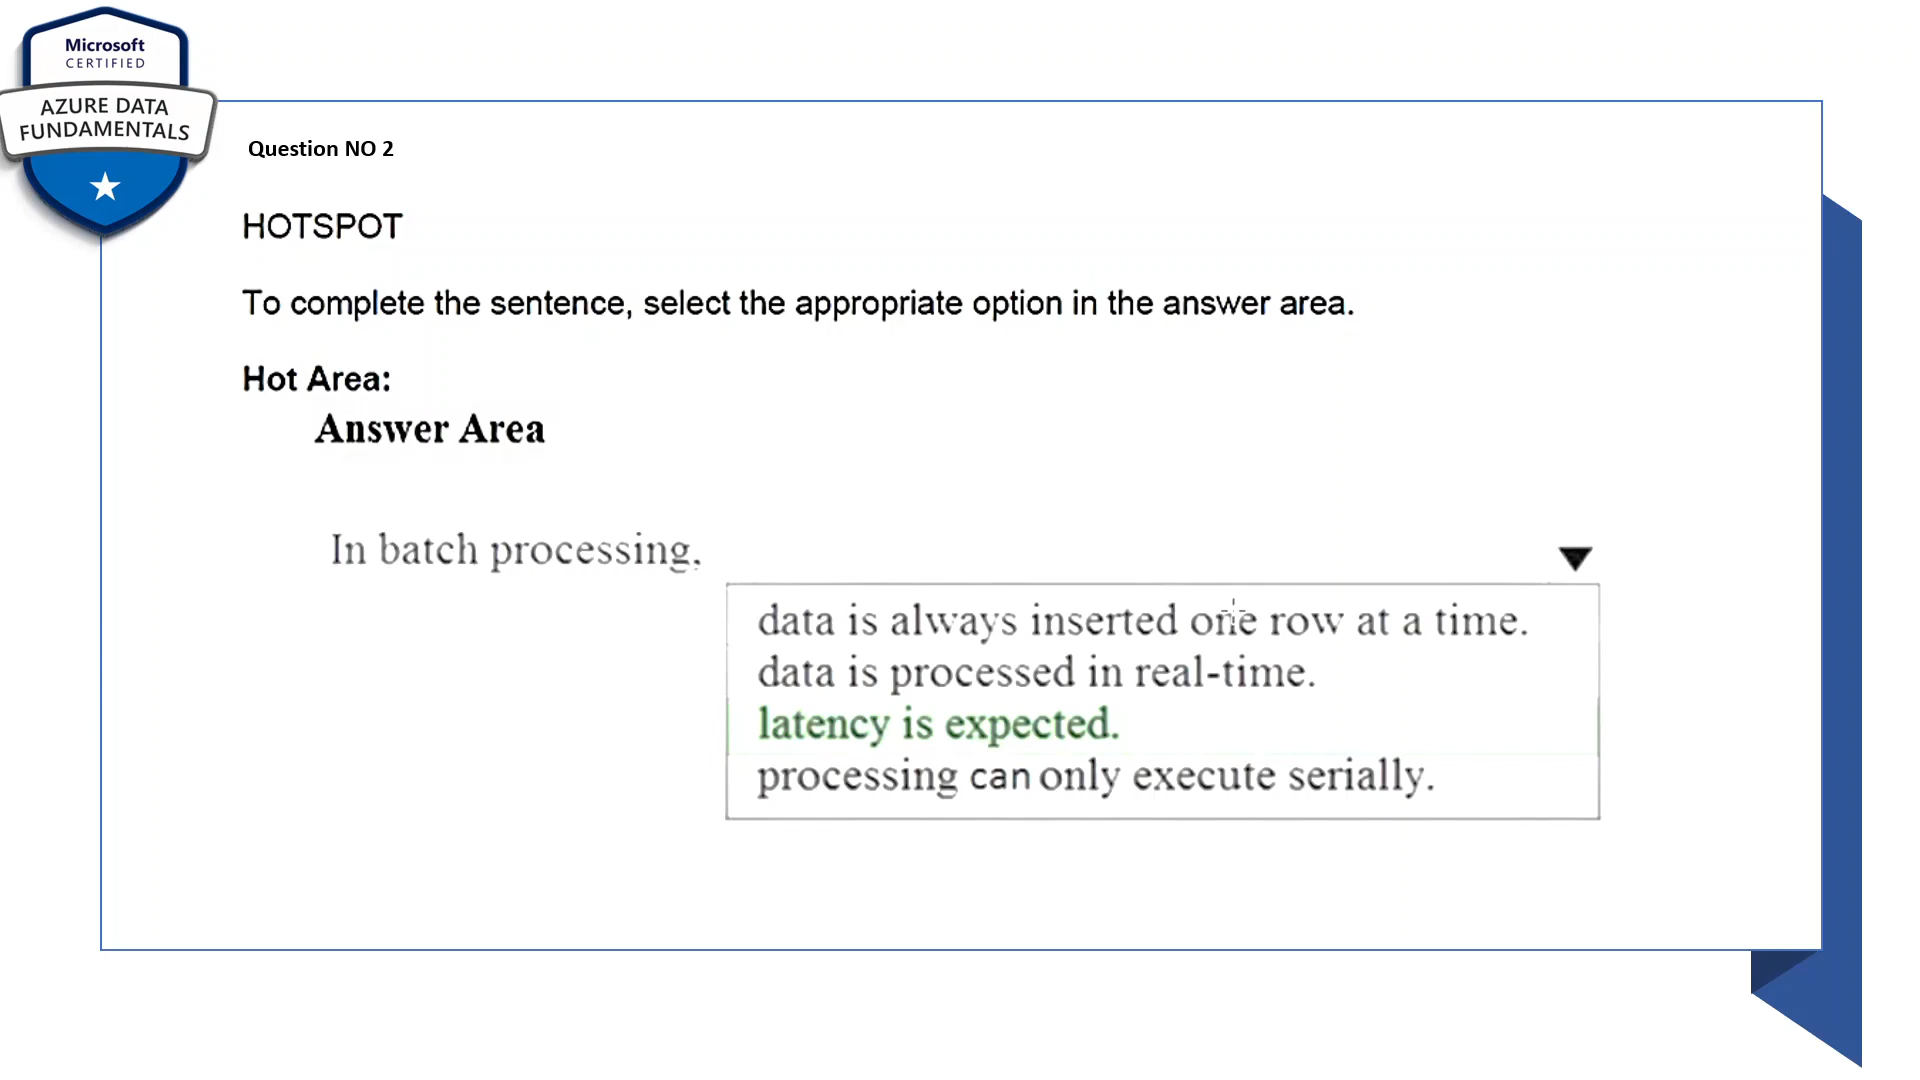 Microsoft
CERTIFIED
AZURE DATA
FUNDAMENTALS
Question NO 2
HOTSPOT
To complete the sentence, select the appropriate option in the answer area.
Hot Area:
Answer Area
In batch processing,
data is always inserted one row at a time.
data is processed in real-time.
latency is expected.
processing can only execute serially.